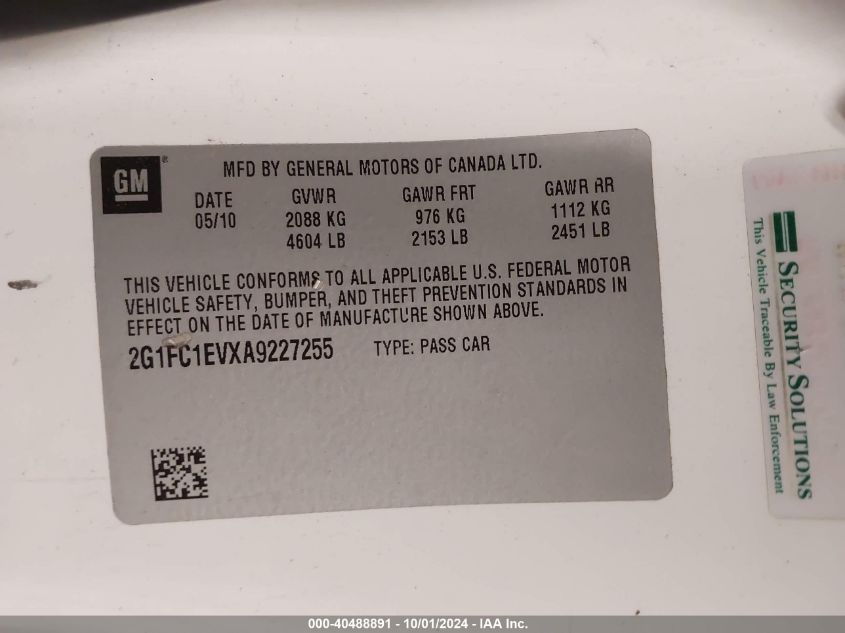 GM ®
MFD BY GENERAL MOTORS OF CANADA LTD.
DATE GVWR GAWR FRT GAWR RR
05/10 2088 KG 976 KG 1112 KG
4604 LB 2153 LB 2451 LB
THIS VEHICLE CONFORMS TO ALL APPLICABLE U.S. FEDERAL MOTOR
VEHICLE SAFETY, BUMPER, AND THEFT PREVENTION STANDARDS IN
EFFECT ON THE DATE OF MANUFACTURE SHOWN ABOVE.
2G1FC1EVXA9227255 TYPE: PASS CAR
SECURITY SOLUTIONS
This Vehicle Traceable By Law Enforcement
000-40488891 - 10/01/2024 - IAA Inc.